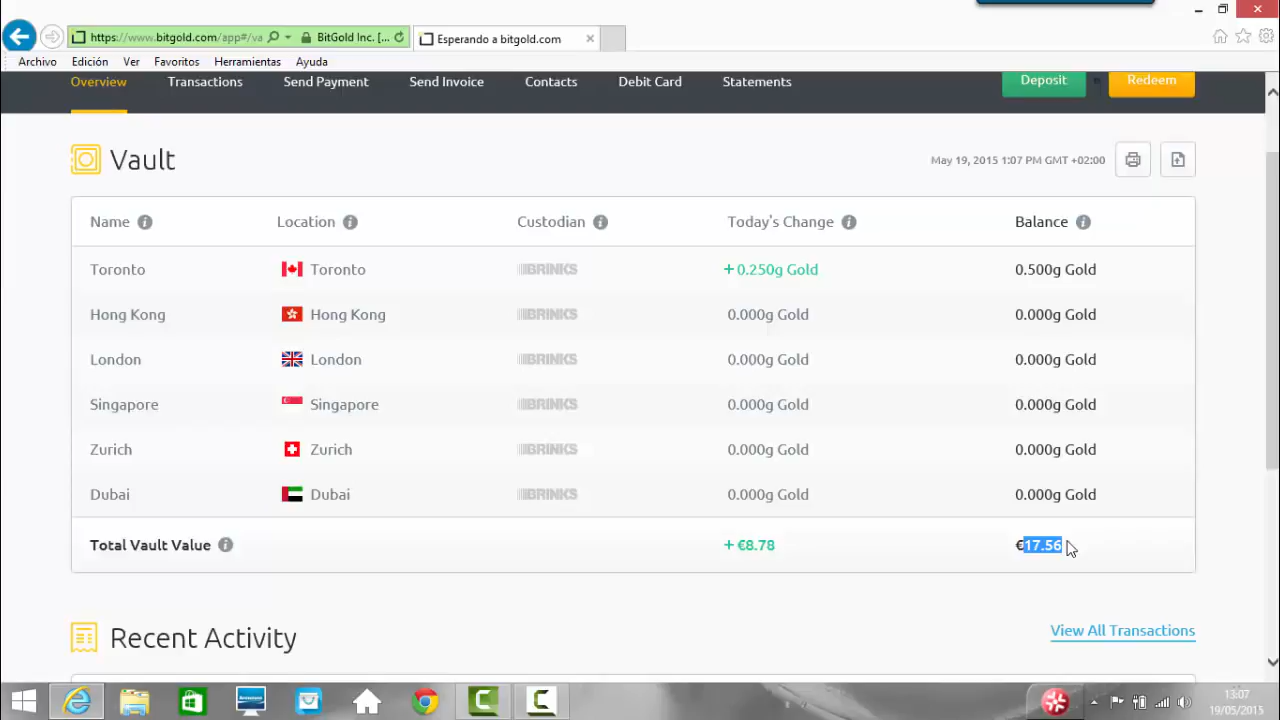 https://www.bitgold.com/app#/va
BitGold Inc. [...
Esperando a bitgold.com
Archivo Edición Ver Favoritos Herramientas Ayuda
Overview Transactions Send Payment Send Invoice Contacts Debit Card Statements Deposit Redeem
Vault May 19, 2015 1:07 PM GMT +02:00
Name Location Custodian Today's Change Balance
Toronto Toronto BRINKS +0.250g Gold 0.500g Gold
Hong Kong Hong Kong BRINKS 0.000g Gold 0.000g Gold
London London BRINKS 0.000g Gold 0.000g Gold
Singapore Singapore BRINKS 0.000g Gold 0.000g Gold
Zurich Zurich BRINKS 0.000g Gold 0.000g Gold
Dubai Dubai BRINKS 0.000g Gold 0.000g Gold
Total Vault Value + €8.78 €17.56
Recent Activity View All Transactions
13:07
19/05/2015